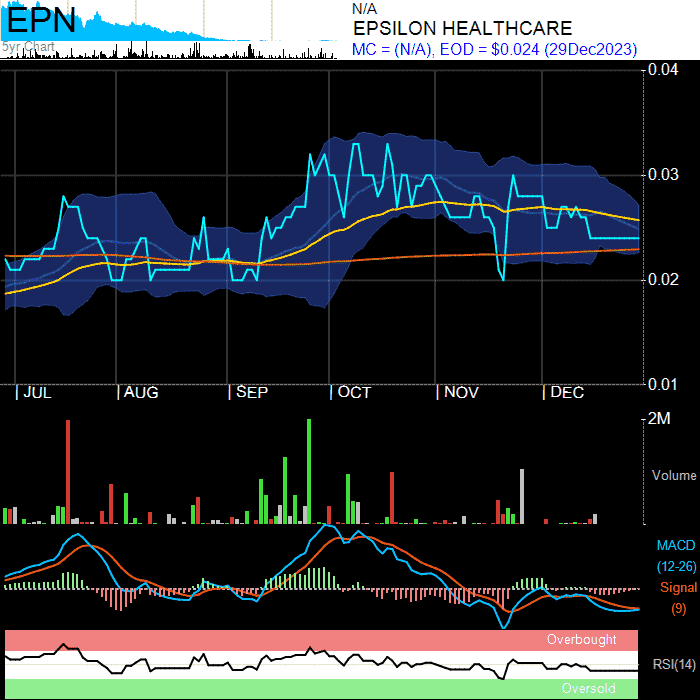 EPN
5yr Chart
N/A
EPSILON HEALTHCARE
MC = (N/A), EOD = $0.024 (29Dec2023)
0.04
0.03
0.02
0.01
JUL AUG SEP OCT NOV DEC
2M
Volume
MACD
(12-26)
Signal
(9)
Overbought
RSI(14)
Oversold